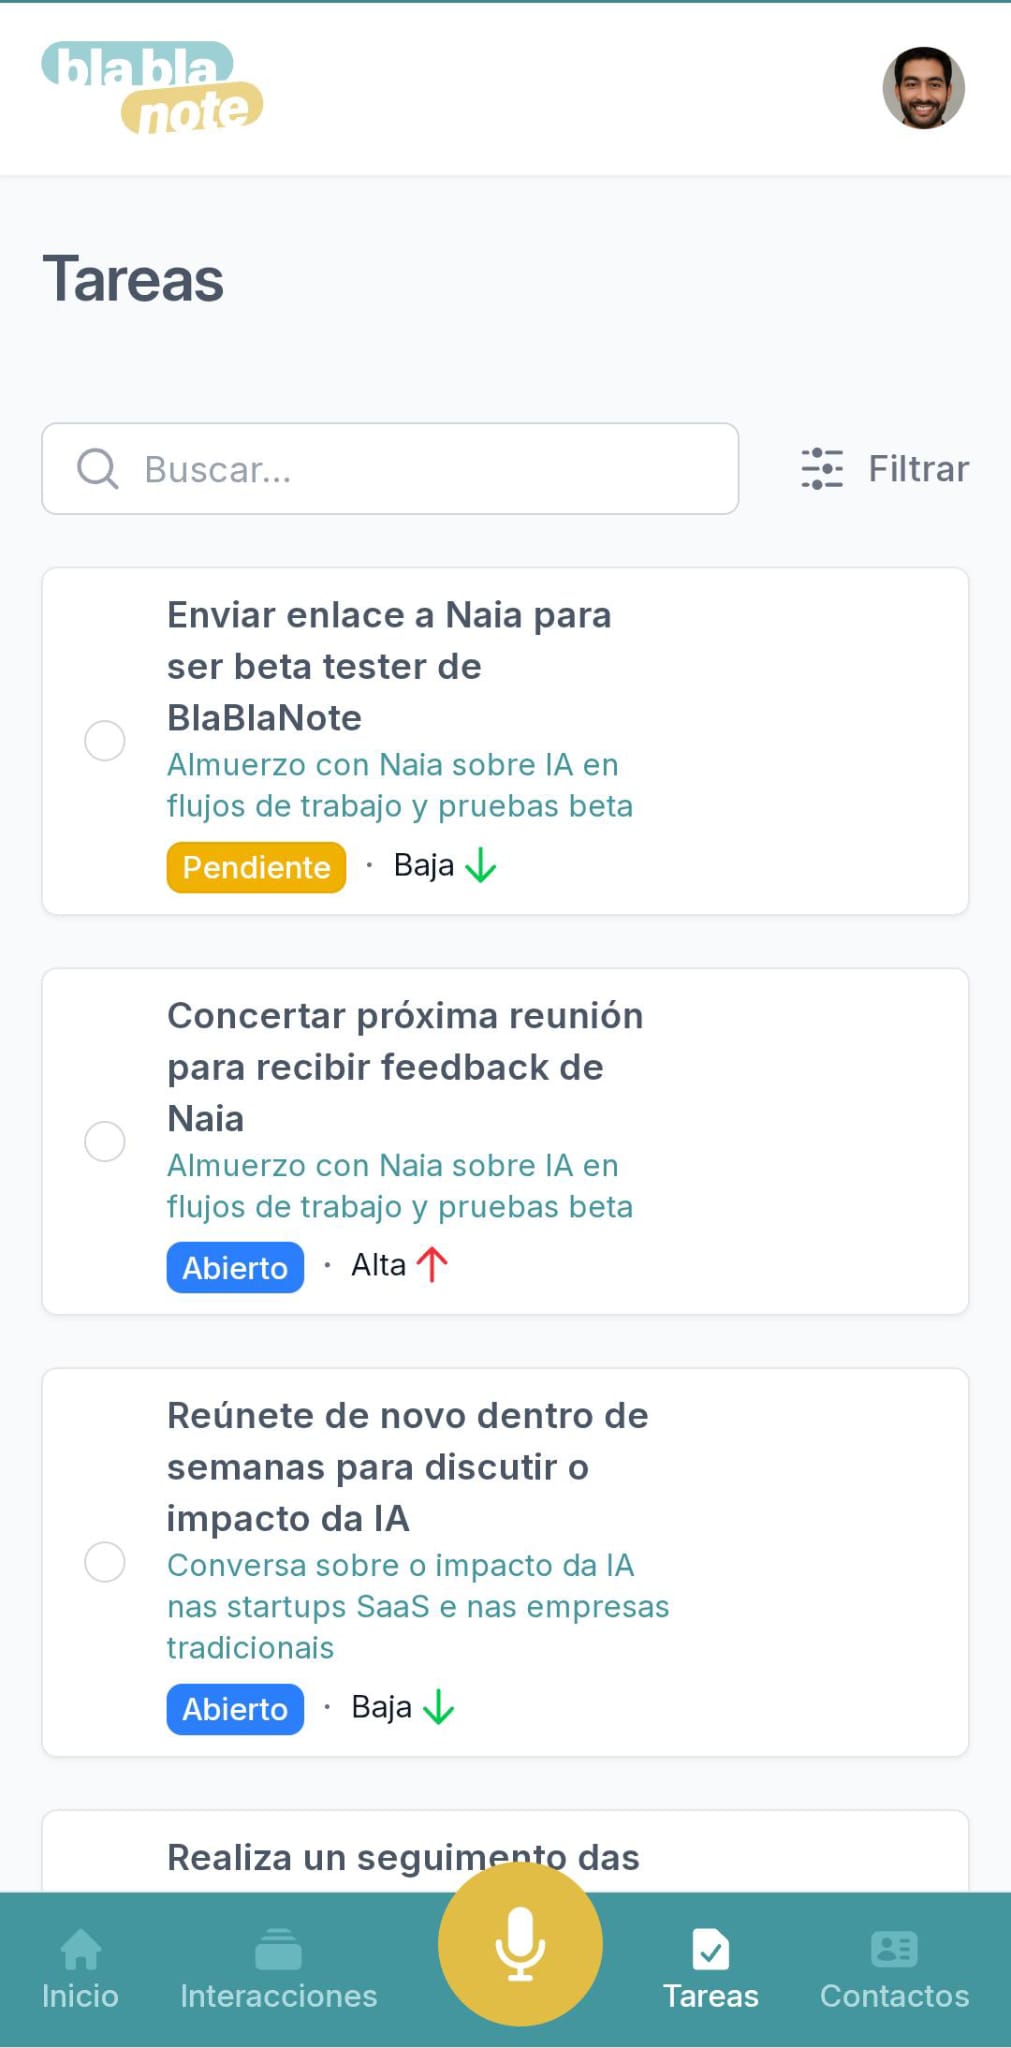 bla bla
note
Tareas
Buscar...
Filtrar
Enviar enlace a Naia para
ser beta tester de
BlaBlaNote
Almuerzo con Naia sobre IA en
flujos de trabajo y pruebas beta
Pendiente · Baja
Concertar próxima reunión
para recibir feedback de
Naia
Almuerzo con Naia sobre IA en
flujos de trabajo y pruebas beta
Abierto · Alta
Reúnete de novo dentro de
semanas para discutir o
impacto da IA
Conversa sobre o impacto da IA
nas startups SaaS e nas empresas
tradicionais
Abierto · Baja
Realiza un seguimento das
Inicio
Interacciones
Tareas
Contactos